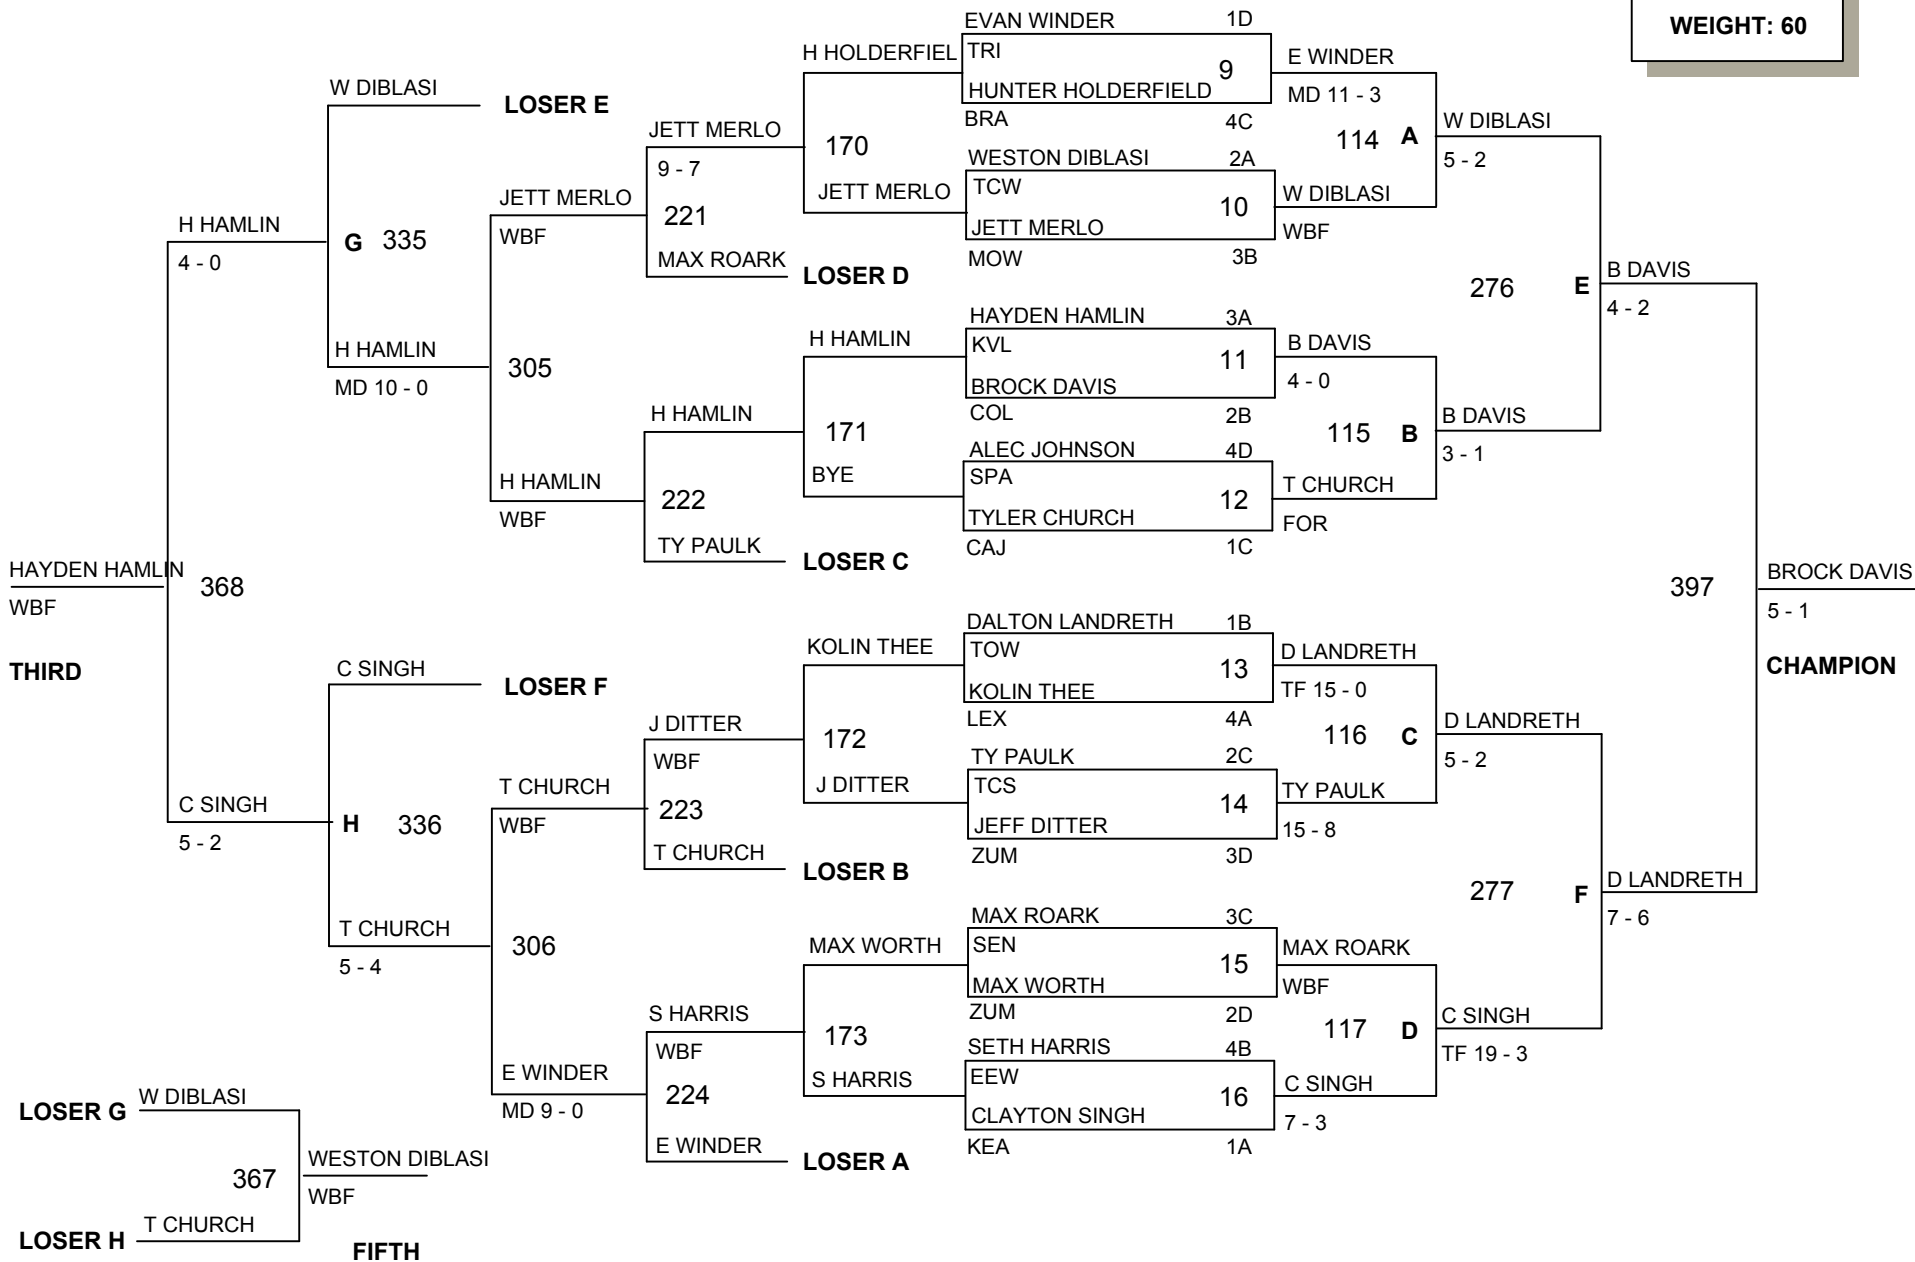 WEIGHT: 60
EVAN WINDER 1D
TRI
9
HUNTER HOLDERFIELD
BRA 4C
WESTON DIBLASI 2A
TCW
10
JETT MERLO
MOW 3B
HAYDEN HAMLIN 3A
KVL
11
BROCK DAVIS
COL 2B
ALEC JOHNSON 4D
SPA
12
TYLER CHURCH
CAJ 1C
DALTON LANDRETH 1B
TOW
13
KOLIN THEE
LEX 4A
TY PAULK 2C
TCS
14
JEFF DITTER
ZUM 3D
MAX ROARK 3C
SEN
15
MAX WORTH
ZUM 2D
SETH HARRIS 4B
EEW
16
CLAYTON SINGH
KEA 1A
E WINDER
MD 11 - 3
114 A
W DIBLASI
WBF
B DAVIS
4 - 0
115 B
T CHURCH
FOR
D LANDRETH
TF 15 - 0
116 C
TY PAULK
15 - 8
MAX ROARK
WBF
117 D
C SINGH
7 - 3
W DIBLASI
5 - 2
276 E
B DAVIS
3 - 1
D LANDRETH
5 - 2
277 F
C SINGH
TF 19 - 3
B DAVIS
4 - 2
397
D LANDRETH
7 - 6
BROCK DAVIS
5 - 1
CHAMPION
H HOLDERFIEL
170
JETT MERLO
H HAMLIN
171
BYE
KOLIN THEE
172
J DITTER
MAX WORTH
173
S HARRIS
JETT MERLO
9 - 7
221
MAX ROARK
LOSER D
H HAMLIN
222
TY PAULK
LOSER C
J DITTER
WBF
223
T CHURCH
LOSER B
S HARRIS
WBF
224
E WINDER
LOSER A
JETT MERLO
WBF
305
H HAMLIN
WBF
T CHURCH
WBF
306
E WINDER
MD 9 - 0
W DIBLASI
LOSER E
G 335
H HAMLIN
MD 10 - 0
C SINGH
LOSER F
H 336
T CHURCH
5 - 4
H HAMLIN
4 - 0
368
C SINGH
5 - 2
HAYDEN HAMLIN
WBF
THIRD
LOSER G W DIBLASI
367
WESTON DIBLASI
WBF
LOSER H T CHURCH
FIFTH